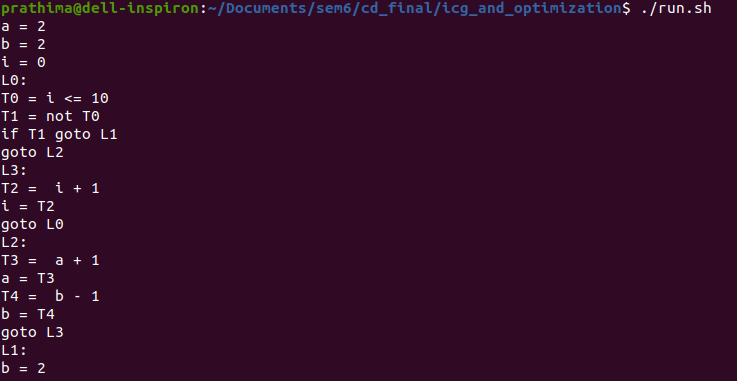 prathima@dell-inspiron:~/Documents/sem6/cd_final/icg_and_optimization$ ./run.sh
a = 2
b = 2
i = 0
L0:
T0 = i <= 10
T1 = not T0
if T1 goto L1
goto L2
L3:
T2 =  i + 1
i = T2
goto L0
L2:
T3 =  a + 1
a = T3
T4 =  b - 1
b = T4
goto L3
L1:
b = 2